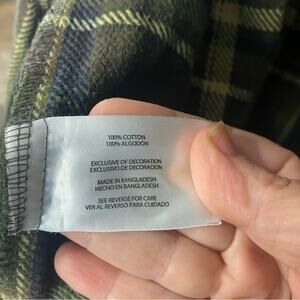 100% COTTON
100% ALGODÓN
EXCLUSIVE OF DECORATION
EXCLUSIVO DE DECORACION
MADE IN BANGLADESH
HECHO EN BANGLADESH
SEE REVERSE FOR CARE
VER AL REVERSO PARA CUIDADO